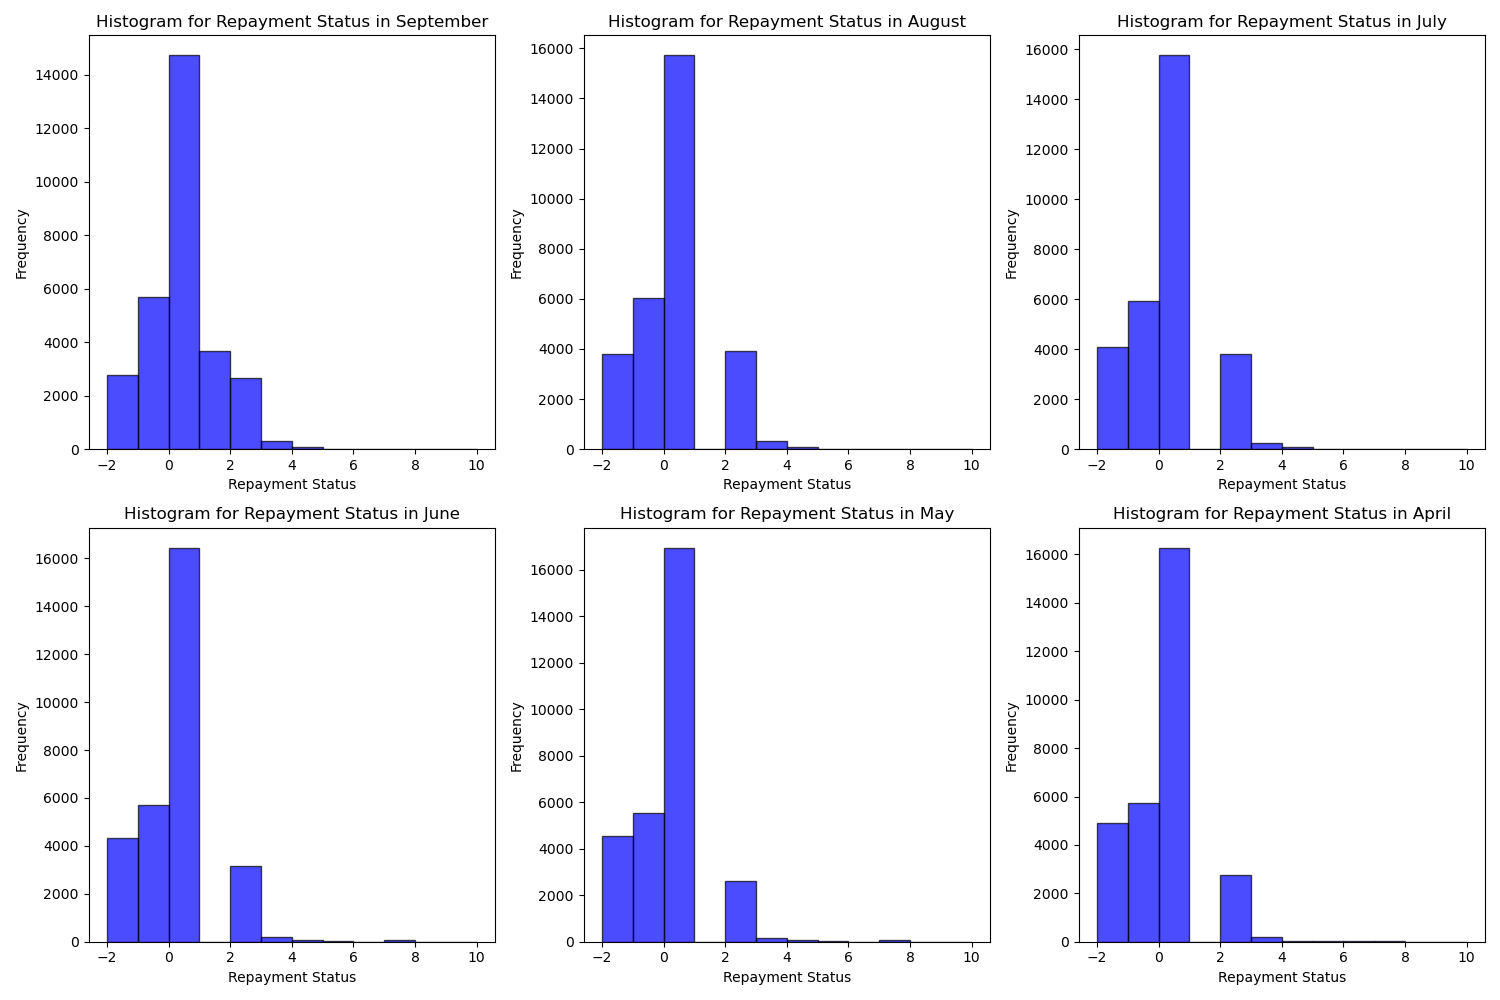 Histogram for Repayment Status in September
14000
12000
10000
8000
6000
4000
2000
0
Frequency
−2 0 2 4 6 8 10
Repayment Status
Histogram for Repayment Status in August
16000
14000
12000
10000
8000
6000
4000
2000
0
Frequency
−2 0 2 4 6 8 10
Repayment Status
Histogram for Repayment Status in July
16000
14000
12000
10000
8000
6000
4000
2000
0
Frequency
−2 0 2 4 6 8 10
Repayment Status
Histogram for Repayment Status in June
16000
14000
12000
10000
8000
6000
4000
2000
0
Frequency
−2 0 2 4 6 8 10
Repayment Status
Histogram for Repayment Status in May
16000
14000
12000
10000
8000
6000
4000
2000
0
Frequency
−2 0 2 4 6 8 10
Repayment Status
Histogram for Repayment Status in April
16000
14000
12000
10000
8000
6000
4000
2000
0
Frequency
−2 0 2 4 6 8 10
Repayment Status